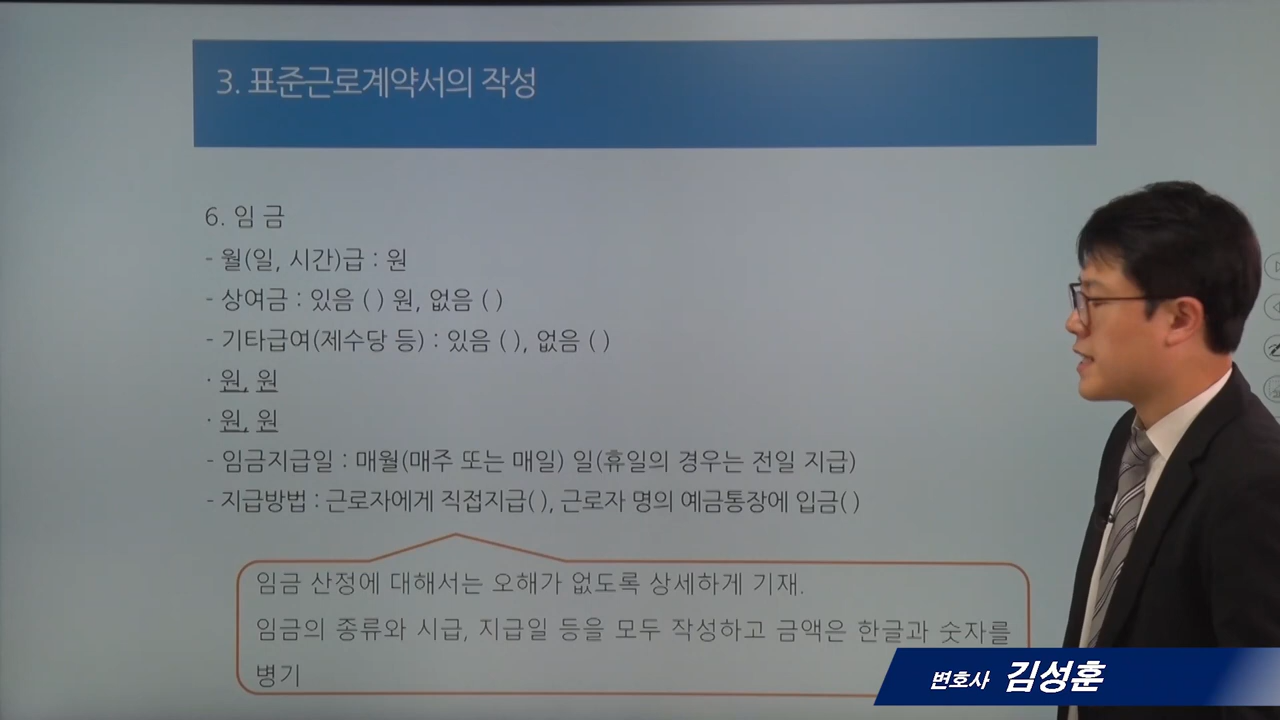 3. 표준근로계약서의 작성
6. 임 금
- 월(일, 시간)급 : 원
- 상여금 : 있음 ( ) 원, 없음 ( )
- 기타급여(제수당 등) : 있음 ( ), 없음 ( )
· 원, 원
· 원, 원
- 임금지급일 : 매월(매주 또는 매일) 일(휴일의 경우는 전일 지급)
- 지급방법 : 근로자에게 직접지급( ), 근로자 명의 예금통장에 입금( )
임금 산정에 대해서는 오해가 없도록 상세하게 기재.
임금의 종류와 시급, 지급일 등을 모두 작성하고 금액은 한글과 숫자를
병기
변호사 김성훈